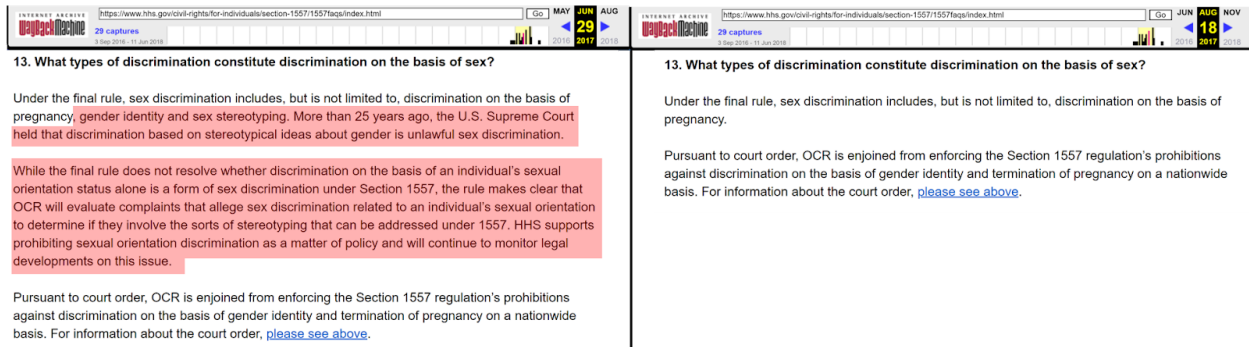 INTERNET ARCHIVE
WayBackMachine
https://www.hhs.gov/civil-rights/for-individuals/section-1557/1557faqs/index.html
Go
MAY JUN AUG
29 captures
3 Sep 2016 - 11 Jun 2018
29
2016 2017 2018
13. What types of discrimination constitute discrimination on the basis of sex?
Under the final rule, sex discrimination includes, but is not limited to, discrimination on the basis of
pregnancy, gender identity and sex stereotyping. More than 25 years ago, the U.S. Supreme Court
held that discrimination based on stereotypical ideas about gender is unlawful sex discrimination.
While the final rule does not resolve whether discrimination on the basis of an individual's sexual
orientation status alone is a form of sex discrimination under Section 1557, the rule makes clear that
OCR will evaluate complaints that allege sex discrimination related to an individual's sexual orientation
to determine if they involve the sorts of stereotyping that can be addressed under 1557. HHS supports
prohibiting sexual orientation discrimination as a matter of policy and will continue to monitor legal
developments on this issue.
Pursuant to court order, OCR is enjoined from enforcing the Section 1557 regulation's prohibitions
against discrimination on the basis of gender identity and termination of pregnancy on a nationwide
basis. For information about the court order, please see above.
INTERNET ARCHIVE
WayBackMachine
https://www.hhs.gov/civil-rights/for-individuals/section-1557/1557faqs/index.html
Go
JUN AUG NOV
29 captures
3 Sep 2016 - 11 Jun 2018
18
2016 2017 2018
13. What types of discrimination constitute discrimination on the basis of sex?
Under the final rule, sex discrimination includes, but is not limited to, discrimination on the basis of
pregnancy.
Pursuant to court order, OCR is enjoined from enforcing the Section 1557 regulation's prohibitions
against discrimination on the basis of gender identity and termination of pregnancy on a nationwide
basis. For information about the court order, please see above.